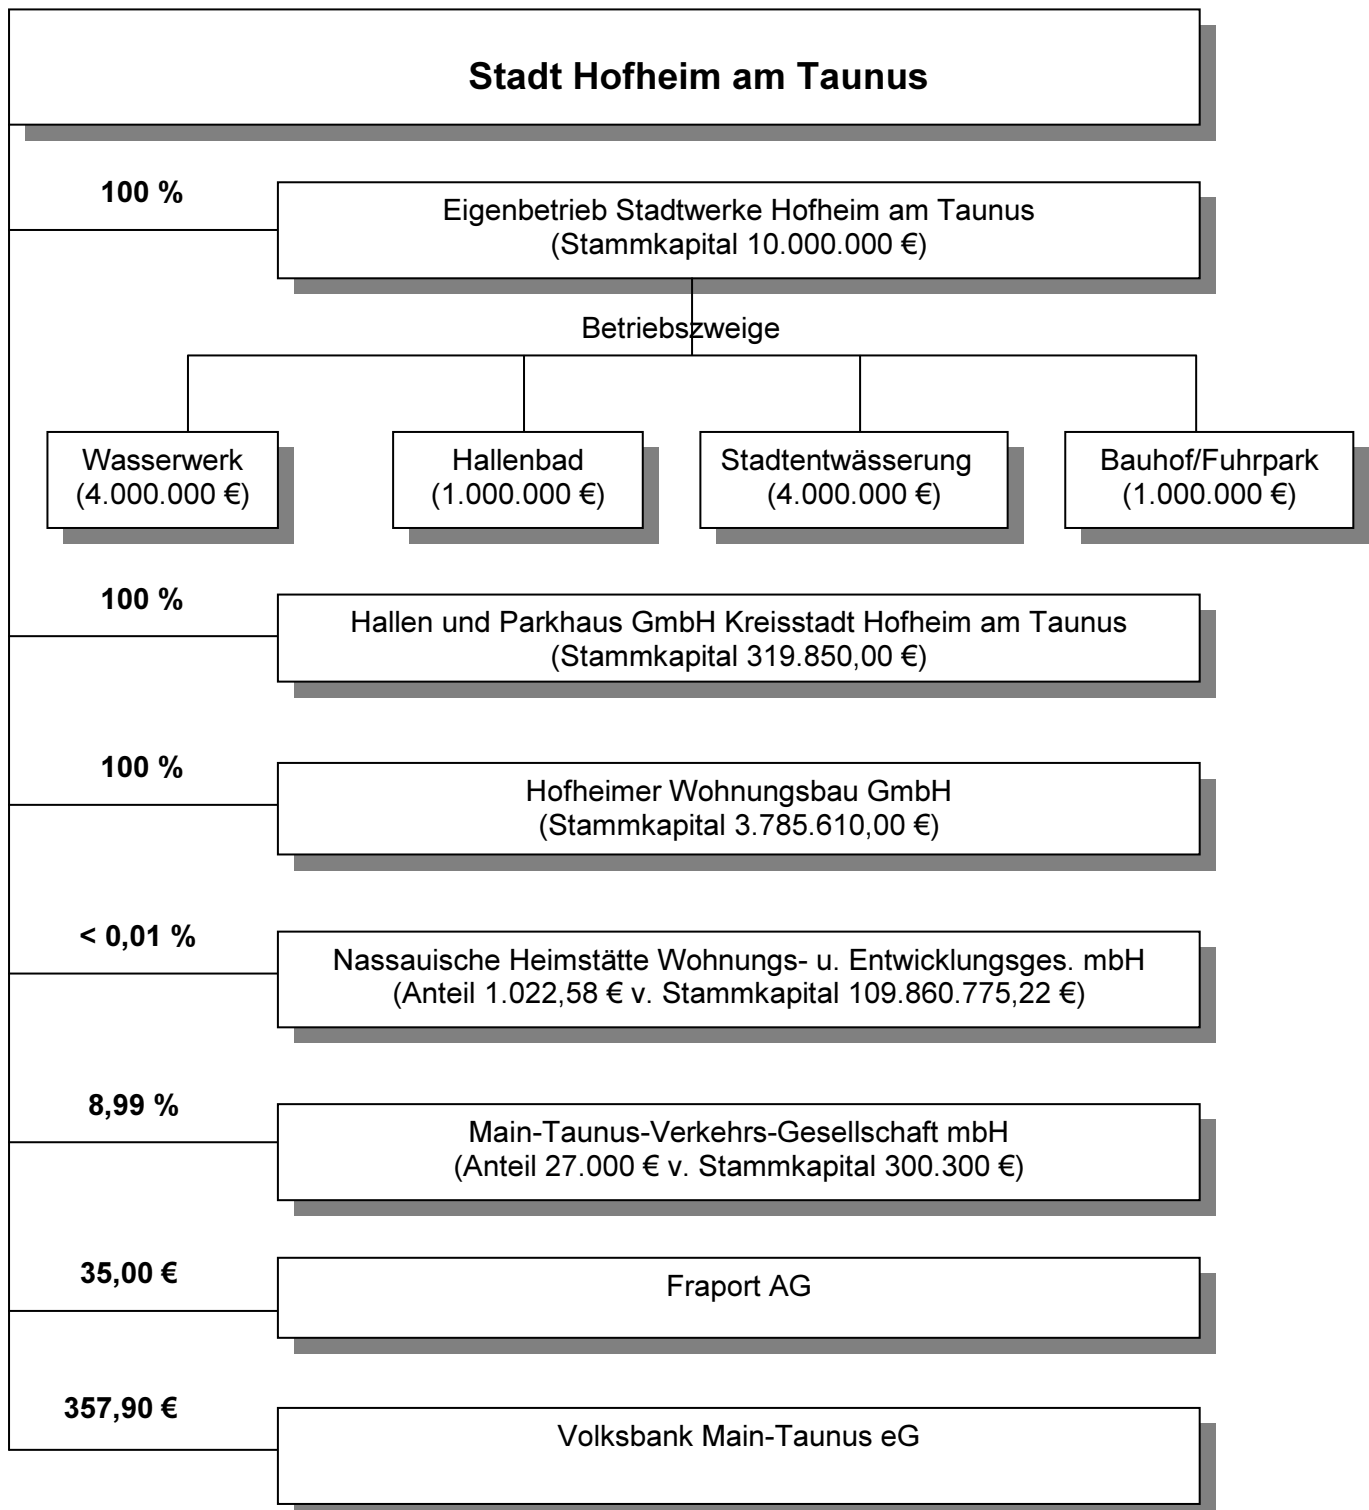 Stadt Hofheim am Taunus
100 %
Eigenbetrieb Stadtwerke Hofheim am Taunus
(Stammkapital 10.000.000 €)
Betriebszweige
Wasserwerk
(4.000.000 €)
Hallenbad
(1.000.000 €)
Stadtentwässerung
(4.000.000 €)
Bauhof/Fuhrpark
(1.000.000 €)
100 %
Hallen und Parkhaus GmbH Kreisstadt Hofheim am Taunus
(Stammkapital 319.850,00 €)
100 %
Hofheimer Wohnungsbau GmbH
(Stammkapital 3.785.610,00 €)
< 0,01 %
Nassauische Heimstätte Wohnungs- u. Entwicklungsges. mbH
(Anteil 1.022,58 € v. Stammkapital 109.860.775,22 €)
8,99 %
Main-Taunus-Verkehrs-Gesellschaft mbH
(Anteil 27.000 € v. Stammkapital 300.300 €)
35,00 €
Fraport AG
357,90 €
Volksbank Main-Taunus eG